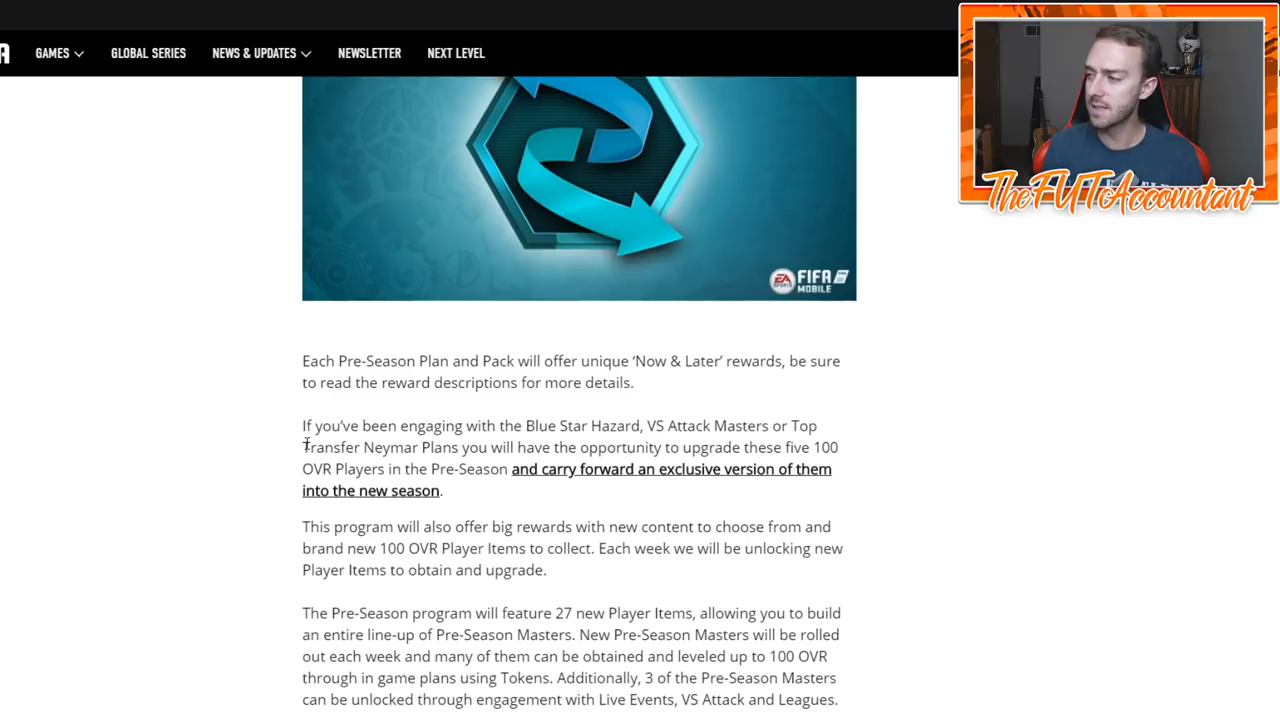 A
GAMES
GLOBAL SERIES
NEWS & UPDATES
NEWSLETTER
NEXT LEVEL
TheFUTAccountant
EA SPORTS
FIFA
MOBILE
Each Pre-Season Plan and Pack will offer unique ‘Now & Later’ rewards, be sure
to read the reward descriptions for more details.
If you’ve been engaging with the Blue Star Hazard, VS Attack Masters or Top
Transfer Neymar Plans you will have the opportunity to upgrade these five 100
OVR Players in the Pre-Season and carry forward an exclusive version of them
into the new season.
This program will also offer big rewards with new content to choose from and
brand new 100 OVR Player Items to collect. Each week we will be unlocking new
Player Items to obtain and upgrade.
The Pre-Season program will feature 27 new Player Items, allowing you to build
an entire line-up of Pre-Season Masters. New Pre-Season Masters will be rolled
out each week and many of them can be obtained and leveled up to 100 OVR
through in game plans using Tokens. Additionally, 3 of the Pre-Season Masters
can be unlocked through engagement with Live Events, VS Attack and Leagues.